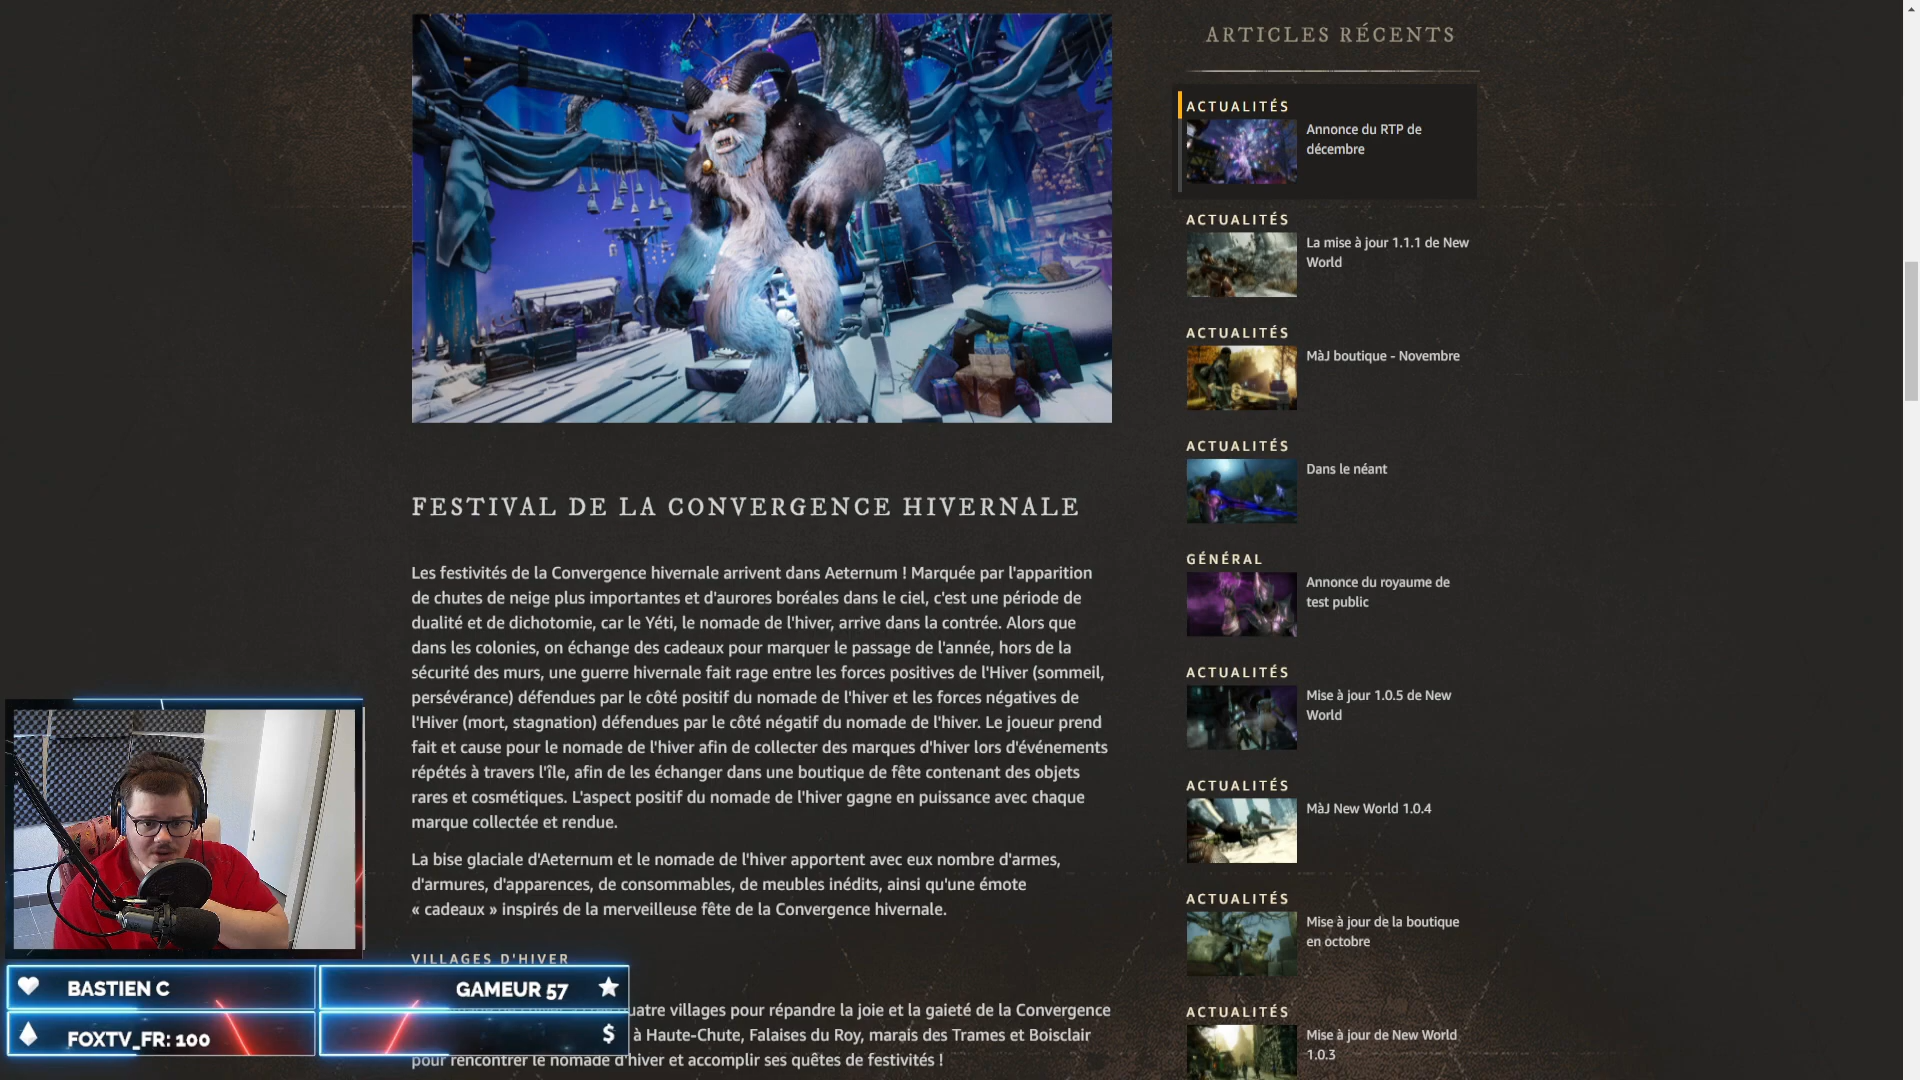 FESTIVAL DE LA CONVERGENCE HIVERNALE
Les festivités de la Convergence hivernale arrivent dans Aeternum ! Marquée par l'apparition
de chutes de neige plus importantes et d'aurores boréales dans le ciel, c'est une période de
dualité et de dichotomie, car le Yéti, le nomade de l'hiver, arrive dans la contrée. Alors que
dans les colonies, on échange des cadeaux pour marquer le passage de l'année, hors de la
sécurité des murs, une guerre hivernale fait rage entre les forces positives de l'Hiver (sommeil,
persévérance) défendues par le côté positif du nomade de l'hiver et les forces négatives de
l'Hiver (mort, stagnation) défendues par le côté négatif du nomade de l'hiver. Le joueur prend
fait et cause pour le nomade de l'hiver afin de collecter des marques d'hiver lors d'événements
répétés à travers l'île, afin de les échanger dans une boutique de fête contenant des objets
rares et cosmétiques. L'aspect positif du nomade de l'hiver gagne en puissance avec chaque
marque collectée et rendue.
La bise glaciale d'Aeternum et le nomade de l'hiver apportent avec eux nombre d'armes,
d'armures, d'apparences, de consommables, de meubles inédits, ainsi qu'une émote
« cadeaux » inspirés de la merveilleuse fête de la Convergence hivernale.
VILLAGES D'HIVER
uatre villages pour répandre la joie et la gaieté de la Convergence
à Haute-Chute, Falaises du Roy, marais des Trames et Boisclair
pour rencontrer le nomade d'hiver et accomplir ses quêtes de festivités !
ARTICLES RÉCENTS
ACTUALITÉS
Annonce du RTP de
décembre
ACTUALITÉS
La mise à jour 1.1.1 de New
World
ACTUALITÉS
MàJ boutique - Novembre
ACTUALITÉS
Dans le néant
GÉNÉRAL
Annonce du royaume de
test public
ACTUALITÉS
Mise à jour 1.0.5 de New
World
ACTUALITÉS
MàJ New World 1.0.4
ACTUALITÉS
Mise à jour de la boutique
en octobre
ACTUALITÉS
Mise à jour de New World
1.0.3
BASTIEN C
GAMEUR 57
FOXTV_FR: 100
$